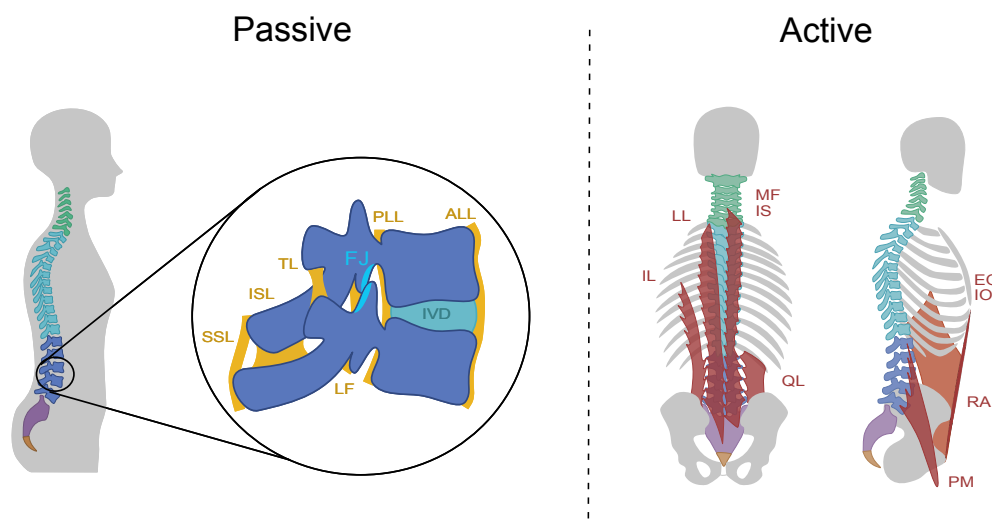 Passive
Active
PLL
ALL
TL
FJ
ISL
IVD
SSL
LF
MF
IS
LL
IL
QL
EO
IO
RA
PM